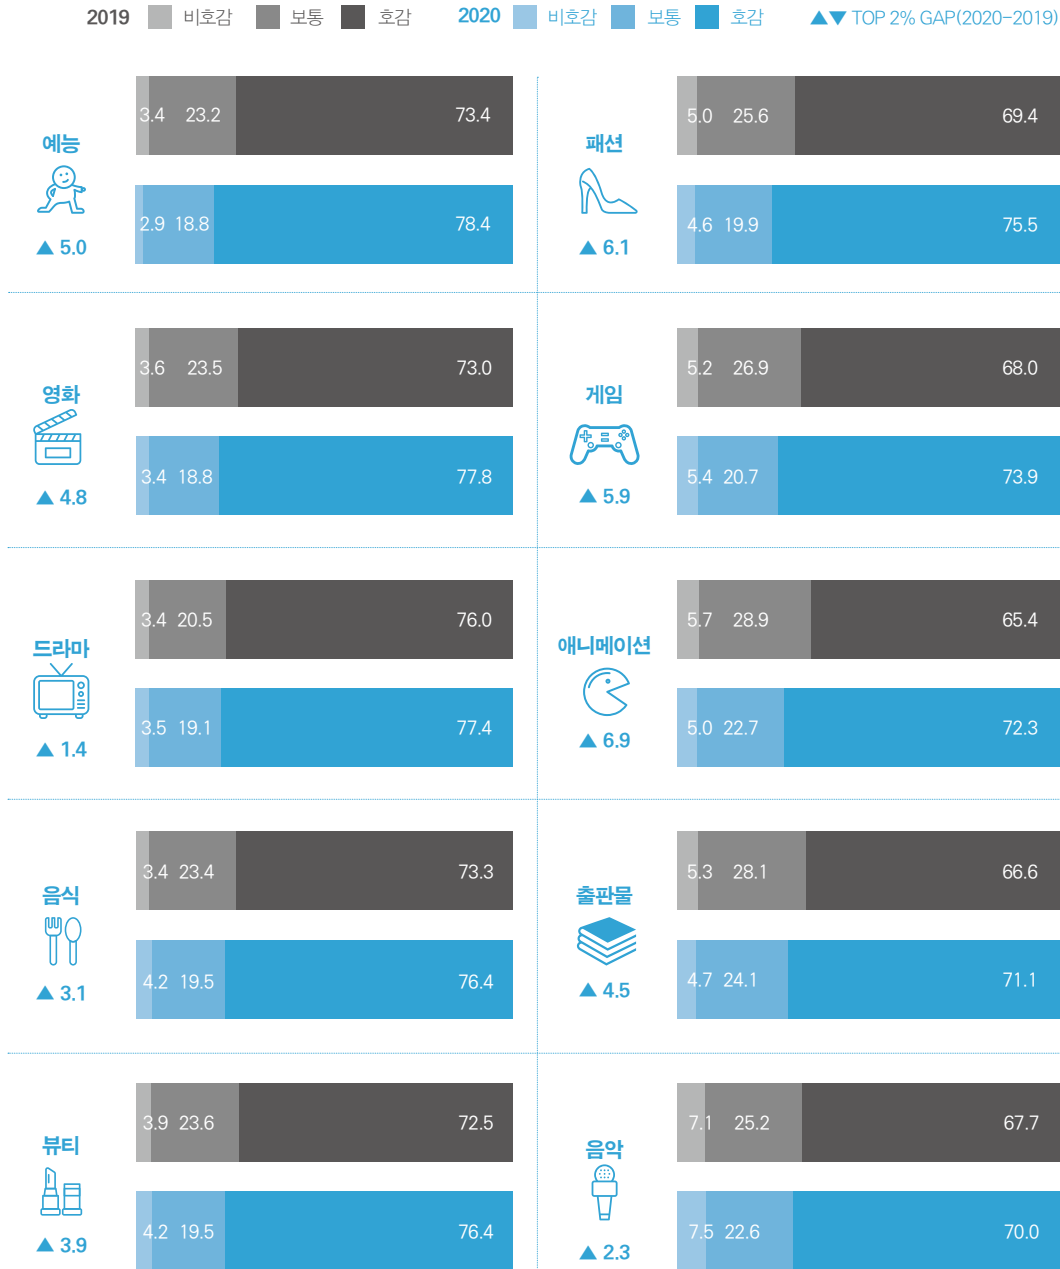 2019 비호감 보통 호감 2020 비호감 보통 호감 ▲▼ TOP 2% GAP(2020-2019)
예능
▲ 5.0
3.4 23.2 73.4
2.9 18.8 78.4
패션
▲ 6.1
5.0 25.6 69.4
4.6 19.9 75.5
영화
▲ 4.8
3.6 23.5 73.0
3.4 18.8 77.8
게임
▲ 5.9
5.2 26.9 68.0
5.4 20.7 73.9
드라마
▲ 1.4
3.4 20.5 76.0
3.5 19.1 77.4
애니메이션
▲ 6.9
5.7 28.9 65.4
5.0 22.7 72.3
음식
▲ 3.1
3.4 23.4 73.3
4.2 19.5 76.4
출판물
▲ 4.5
5.3 28.1 66.6
4.7 24.1 71.1
뷰티
▲ 3.9
3.9 23.6 72.5
4.2 19.5 76.4
음악
▲ 2.3
7.1 25.2 67.7
7.5 22.6 70.0